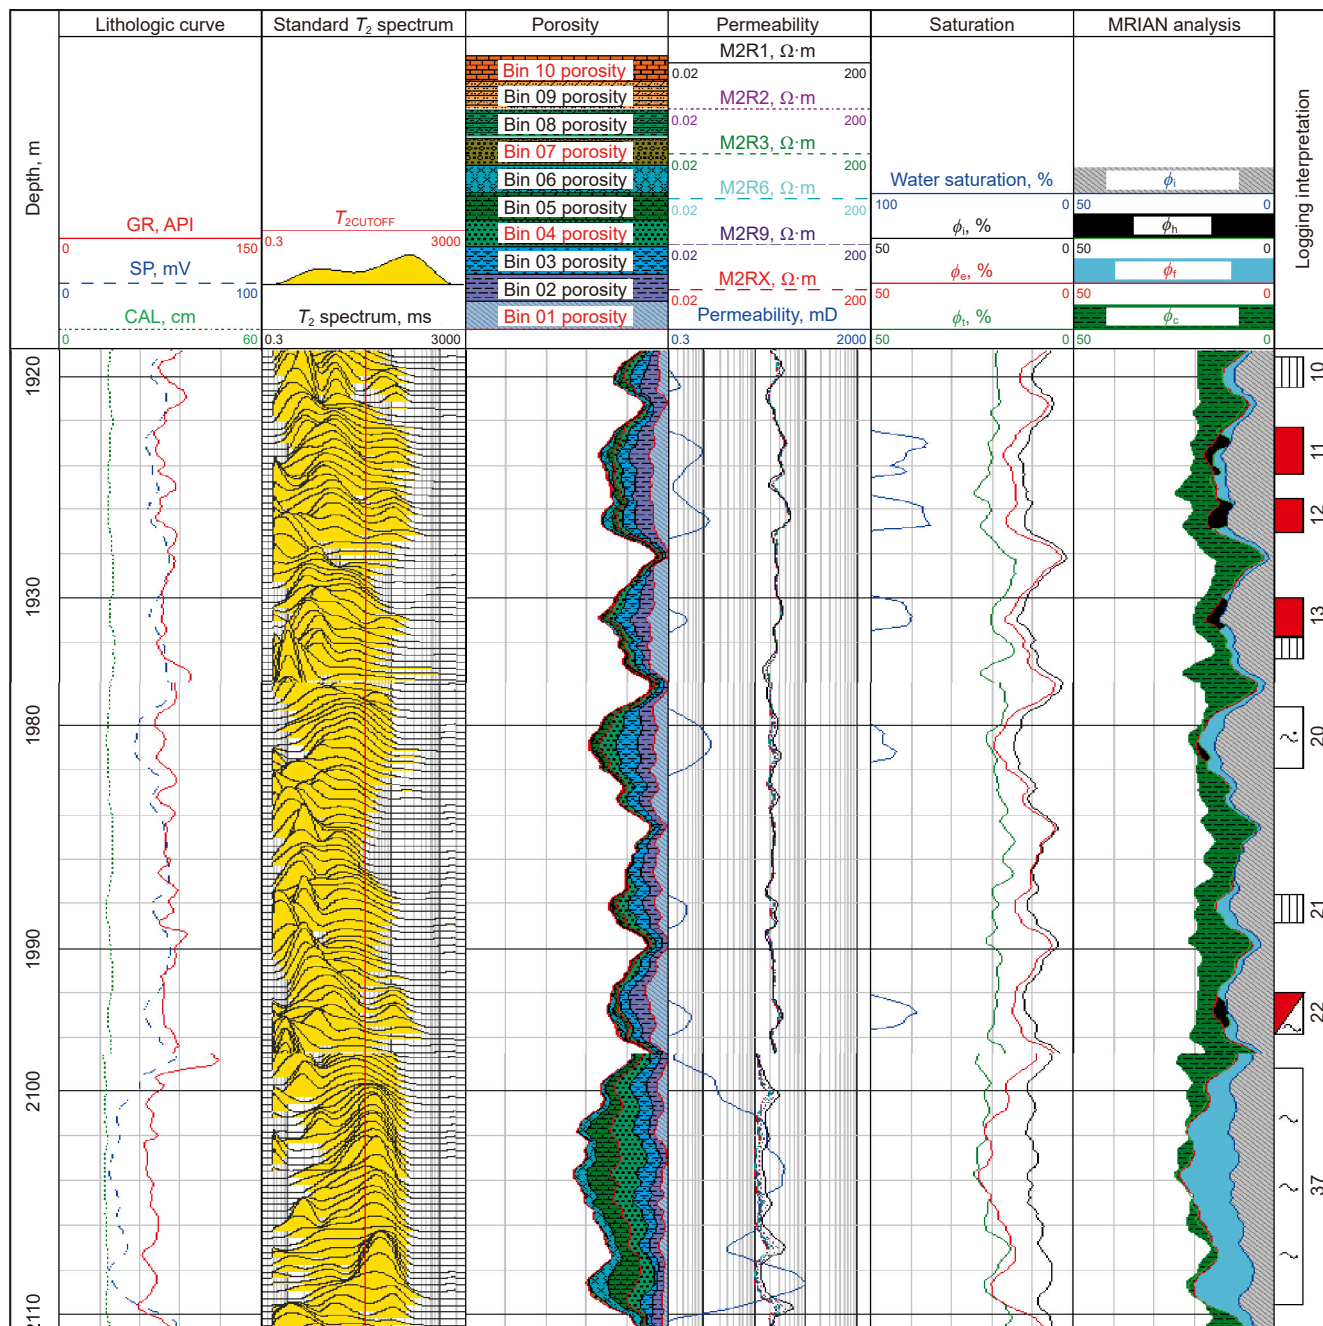 Lithologic curve
Standard T2 spectrum
Porosity
Permeability
Saturation
MRIAN analysis
Depth, m
GR, API
0 150
SP, mV
0 100
CAL, cm
0 60
T2CUTOFF
0.3 3000
T2 spectrum, ms
0.3 3000
Bin 10 porosity
Bin 09 porosity
Bin 08 porosity
Bin 07 porosity
Bin 06 porosity
Bin 05 porosity
Bin 04 porosity
Bin 03 porosity
Bin 02 porosity
Bin 01 porosity
M2R1, Ω·m
0.02 200
M2R2, Ω·m
0.02 200
M2R3, Ω·m
0.02 200
M2R6, Ω·m
0.02 200
M2R9, Ω·m
0.02 200
M2RX, Ω·m
0.02 200
Permeability, mD
0.3 2000
Water saturation, %
100 0
ϕi, %
50 0
ϕe, %
50 0
ϕt, %
50 0
ϕi
50 0
ϕh
50 0
ϕf
50 0
ϕc
50 0
Logging interpretation
1920
1930
1980
1990
2100
2110
10
11
12
13
20
21
22
37